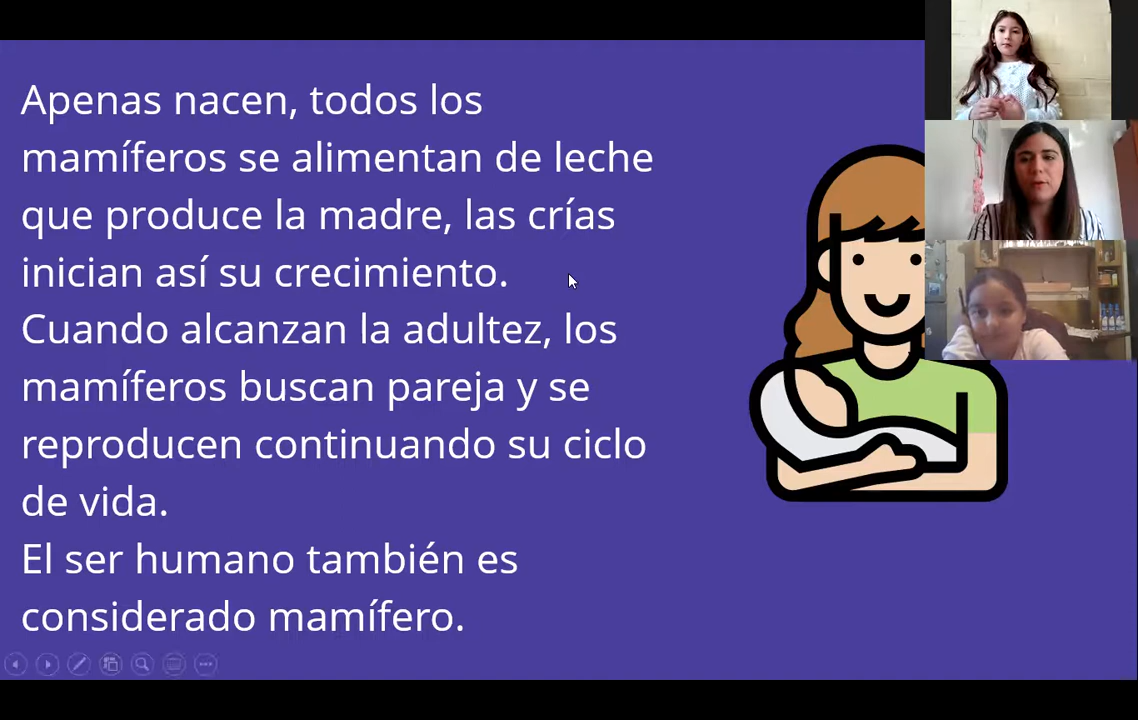 Apenas nacen, todos los
mamíferos se alimentan de leche
que produce la madre, las crías
inician así su crecimiento.
Cuando alcanzan la adultez, los
mamíferos buscan pareja y se
reproducen continuando su ciclo
de vida.
El ser humano también es
considerado mamífero.